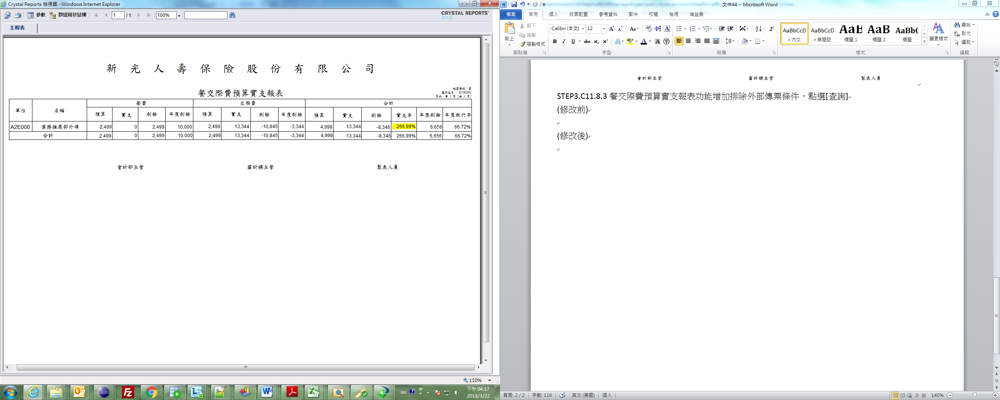 Crystal Reports 檢視器 - Windows Internet Explorer
參數 群組樹狀結構 1 / 1 100%
CRYSTAL REPORTS
2008
主報表
新光人壽保險股份有限公司
餐交際費預算實支報表
機密等級：密
頁次：第 1 頁 (共 1 頁)
單位 名稱 餐費 交際費 合計
預算 實支 剩餘 年度剩餘 預算 實支 剩餘 年度剩餘 預算 實支 剩餘 實支率 年度剩餘 年度執行率
A2E000 業務推展部外埠 2,499 0 2,499 10,000 2,499 13,344 -10,845 -3,344 4,998 13,344 -8,346 266.99% 6,656 66.72%
合計 2,499 0 2,499 10,000 2,499 13,344 -10,845 -3,344 4,998 13,344 -8,346 266.99% 6,656 66.72%
會計部主管 審計課主管 製表人員
110%
下午 04:17
2018/3/22
文件44 - Microsoft Word
檔案 常用 插入 版面配置 參考資料 郵件 校閱 檢視 增益集
貼上 剪下 複製 複製格式
剪貼簿
Calibri (本文) 12
字型
段落
AaBbCcD AaBbCcD AaB AaB AaBbC
內文 無間距 標題 1 標題 2 標題
變更樣式
樣式
尋找
取代
選取
編輯
會計部主管 審計課主管 製表人員
STEP3.C11.8.3 餐交際費預算實支報表功能增加排除外部傳票條件，點選[查詢]
(修改前)
(修改後)
頁面: 2 / 2 字數: 116 英文 (美國) 插入 140%